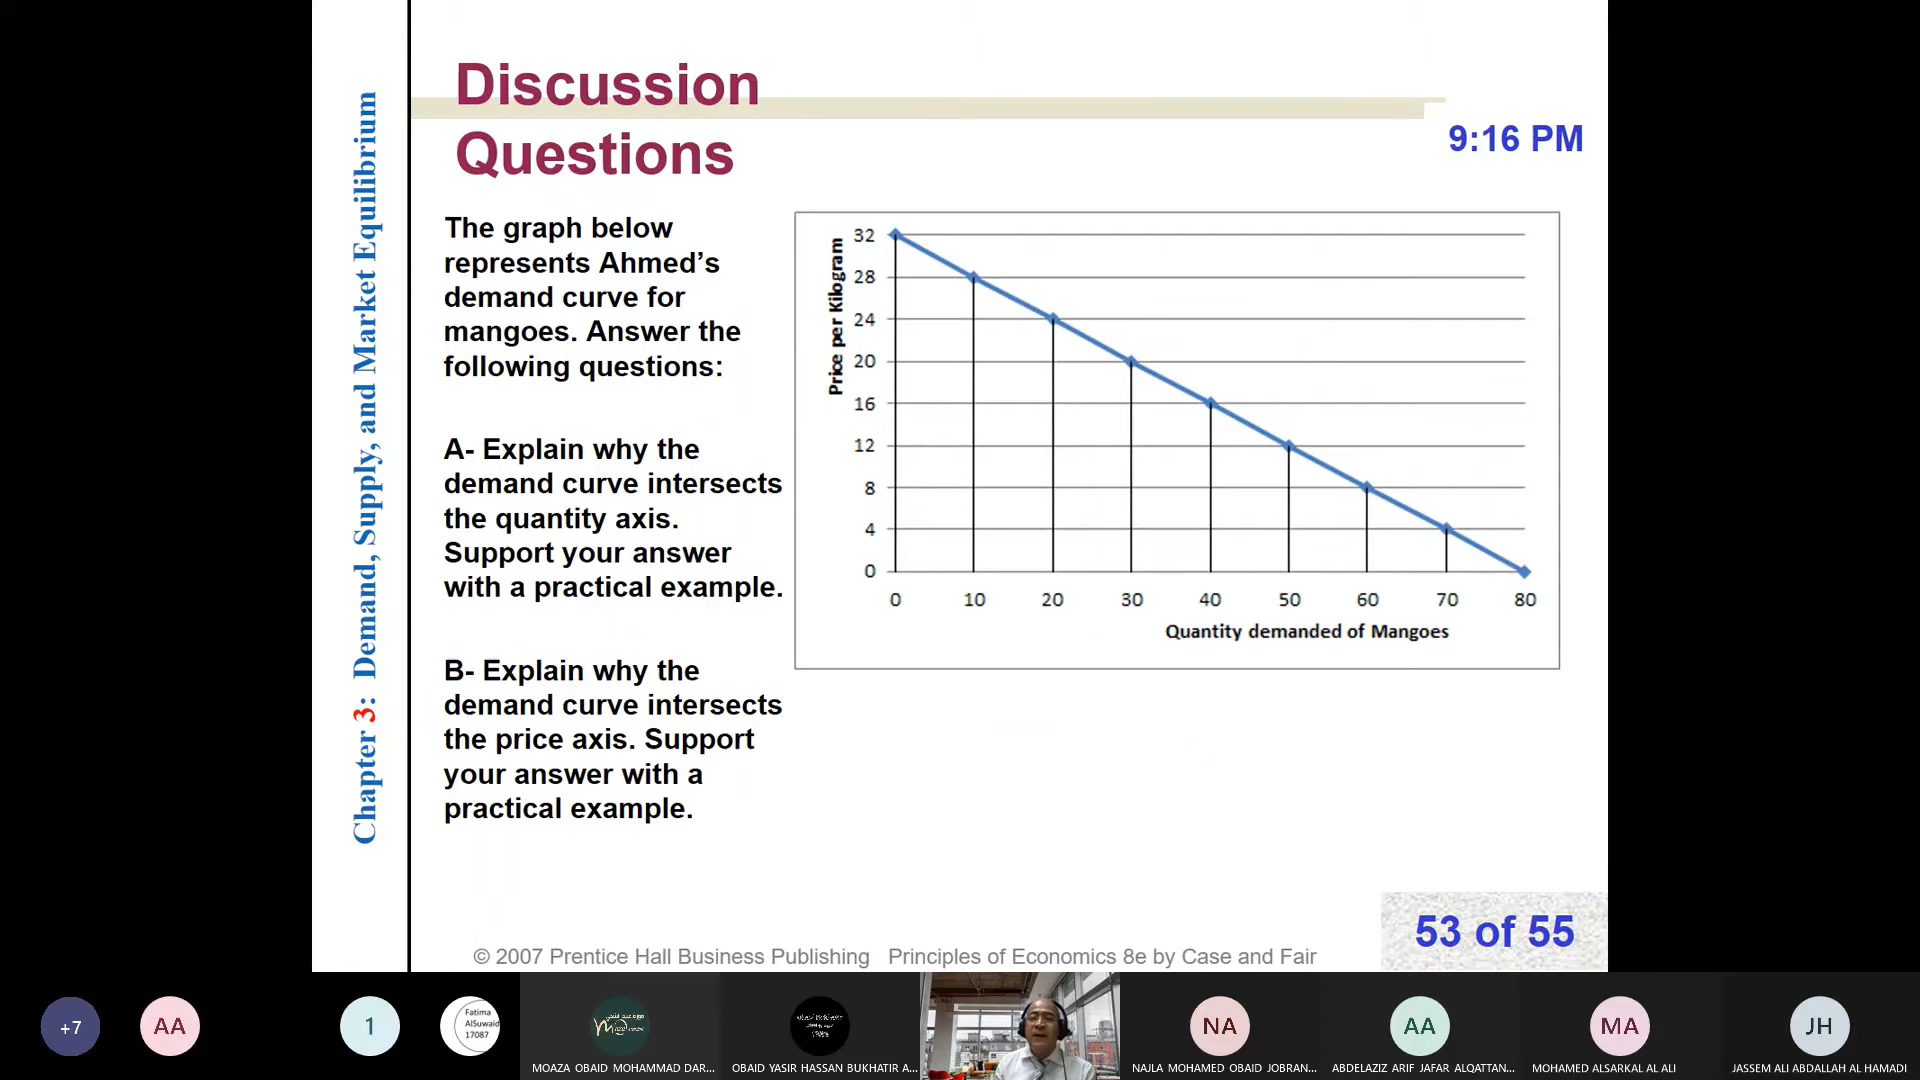 Discussion
Questions
9:16 PM
Chapter 3: Demand, Supply, and Market Equilibrium
The graph below
represents Ahmed’s
demand curve for
mangoes. Answer the
following questions:
A- Explain why the
demand curve intersects
the quantity axis.
Support your answer
with a practical example.
B- Explain why the
demand curve intersects
the price axis. Support
your answer with a
practical example.
Price per Kilogram
32
28
24
20
16
12
8
4
0
0 10 20 30 40 50 60 70 80
Quantity demanded of Mangoes
53 of 55
© 2007 Prentice Hall Business Publishing Principles of Economics 8e by Case and Fair
+7
AA
1
Fatima
AlSuwaid
17087
NA
AA
MA
JH
MOAZA OBAID MOHAMMAD DAR...
OBAID YASIR HASSAN BUKHATIR A...
NAJLA MOHAMED OBAID JOBRAN...
ABDELAZIZ ARIF JAFAR ALQATTAN...
MOHAMED ALSARKAL AL ALI
JASSEM ALI ABDALLAH AL HAMADI